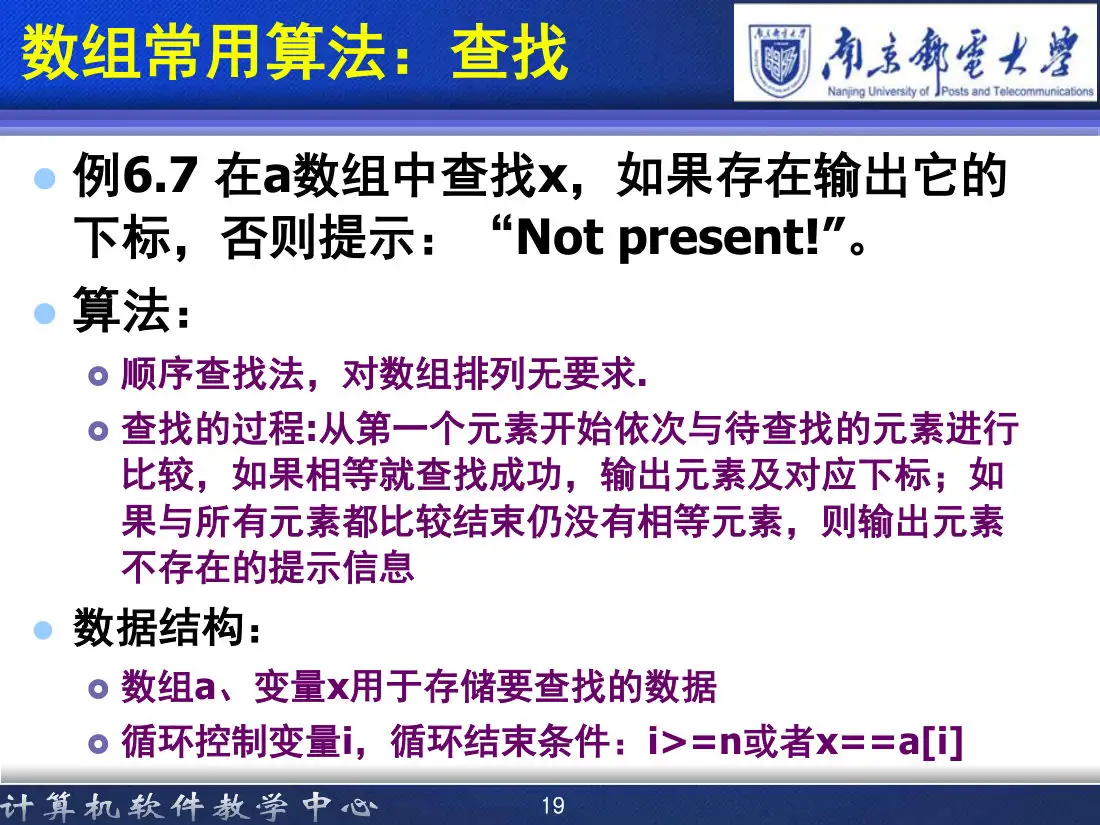 数组常用算法：查找
南京邮电大学
Nanjing University of Posts and Telecommunications
例6.7 在a数组中查找x，如果存在输出它的
下标，否则提示：“Not present!”。
算法：
顺序查找法，对数组排列无要求.
查找的过程:从第一个元素开始依次与待查找的元素进行
比较，如果相等就查找成功，输出元素及对应下标；如
果与所有元素都比较结束仍没有相等元素，则输出元素
不存在的提示信息
数据结构：
数组a、变量x用于存储要查找的数据
循环控制变量i，循环结束条件：i>=n或者x==a[i]
计算机软件教学中心
19